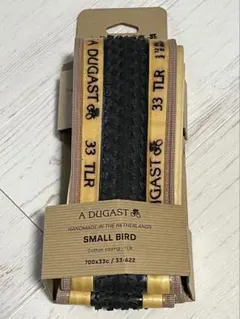 A DUGAST
33 TLR
A DUGAST
33 TLR
A DUGAST
HANDMADE IN THE NETHERLANDS
SMALL BIRD
700x33c / 33-622